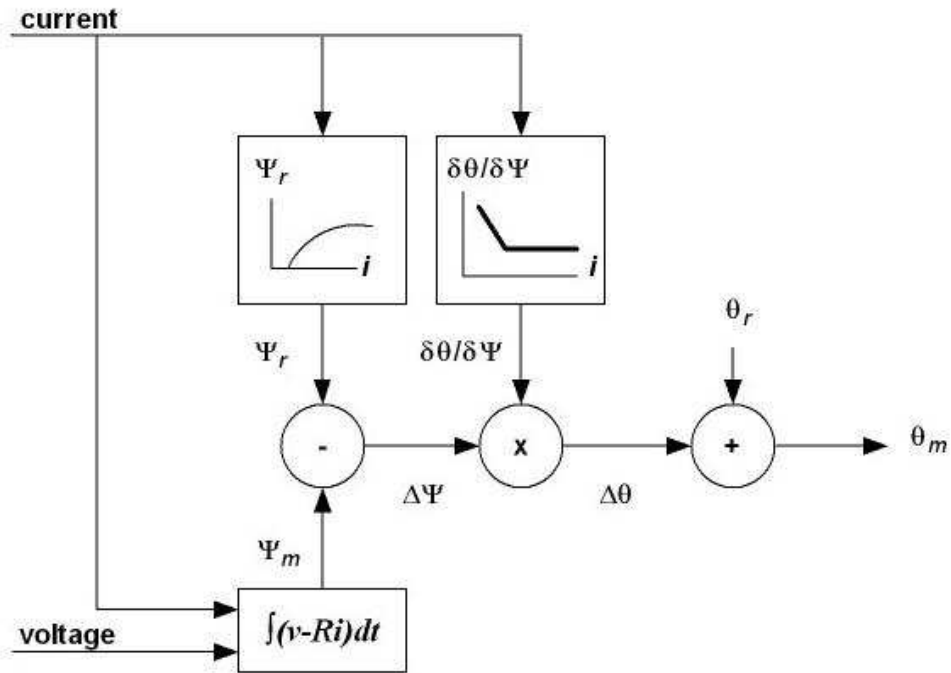 current
Ψr
δθ/δΨ
i
i
Ψr
δθ/δΨ
θr
-
x
+
θm
ΔΨ
Δθ
Ψm
voltage
∫(v-Ri)dt